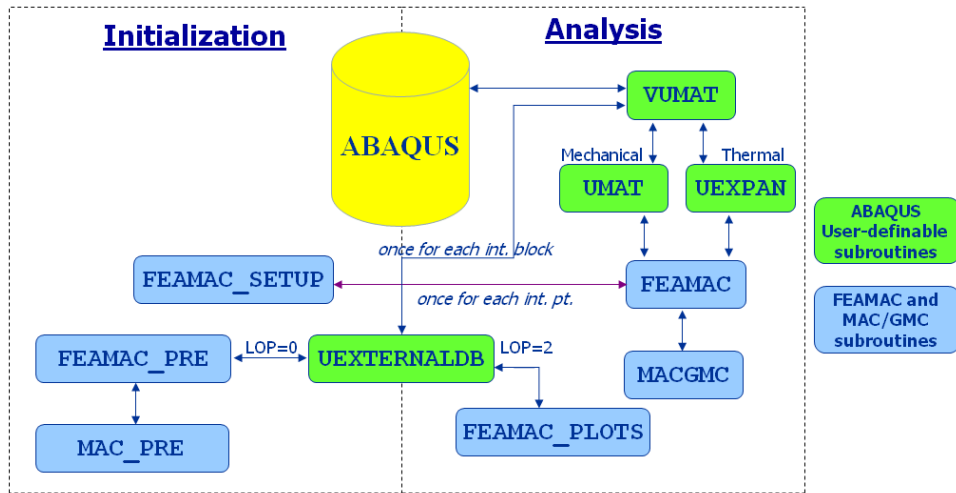 Initialization
Analysis
ABAQUS
VUMAT
Mechanical
Thermal
UMAT
UEXPAN
once for each int. block
FEAMAC_SETUP
FEAMAC
once for each int. pt.
FEAMAC_PRE
LOP=0
UEXTERNALDB
LOP=2
MACGMC
MAC_PRE
FEAMAC_PLOTS
ABAQUS
User-definable
subroutines
FEAMAC and
MAC/GMC
subroutines